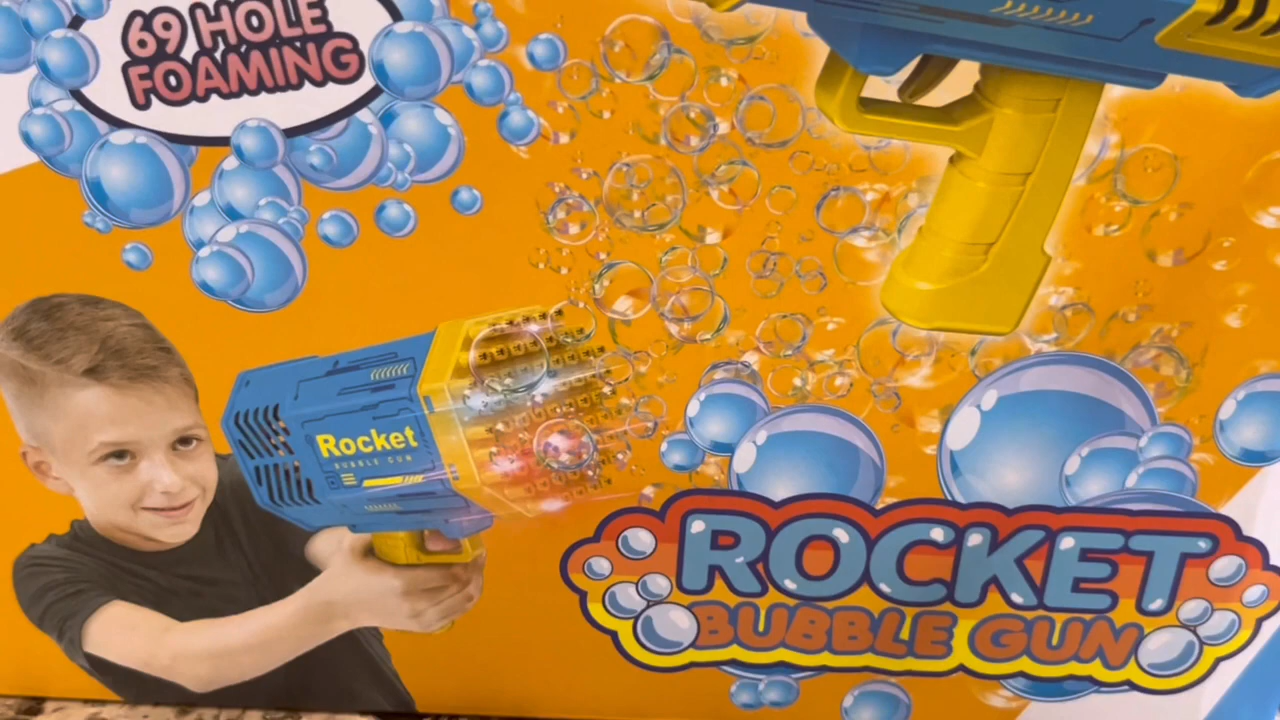 69 HOLE
FOAMING
Rocket
BUBBLE GUN
ROCKET
BUBBLE GUN